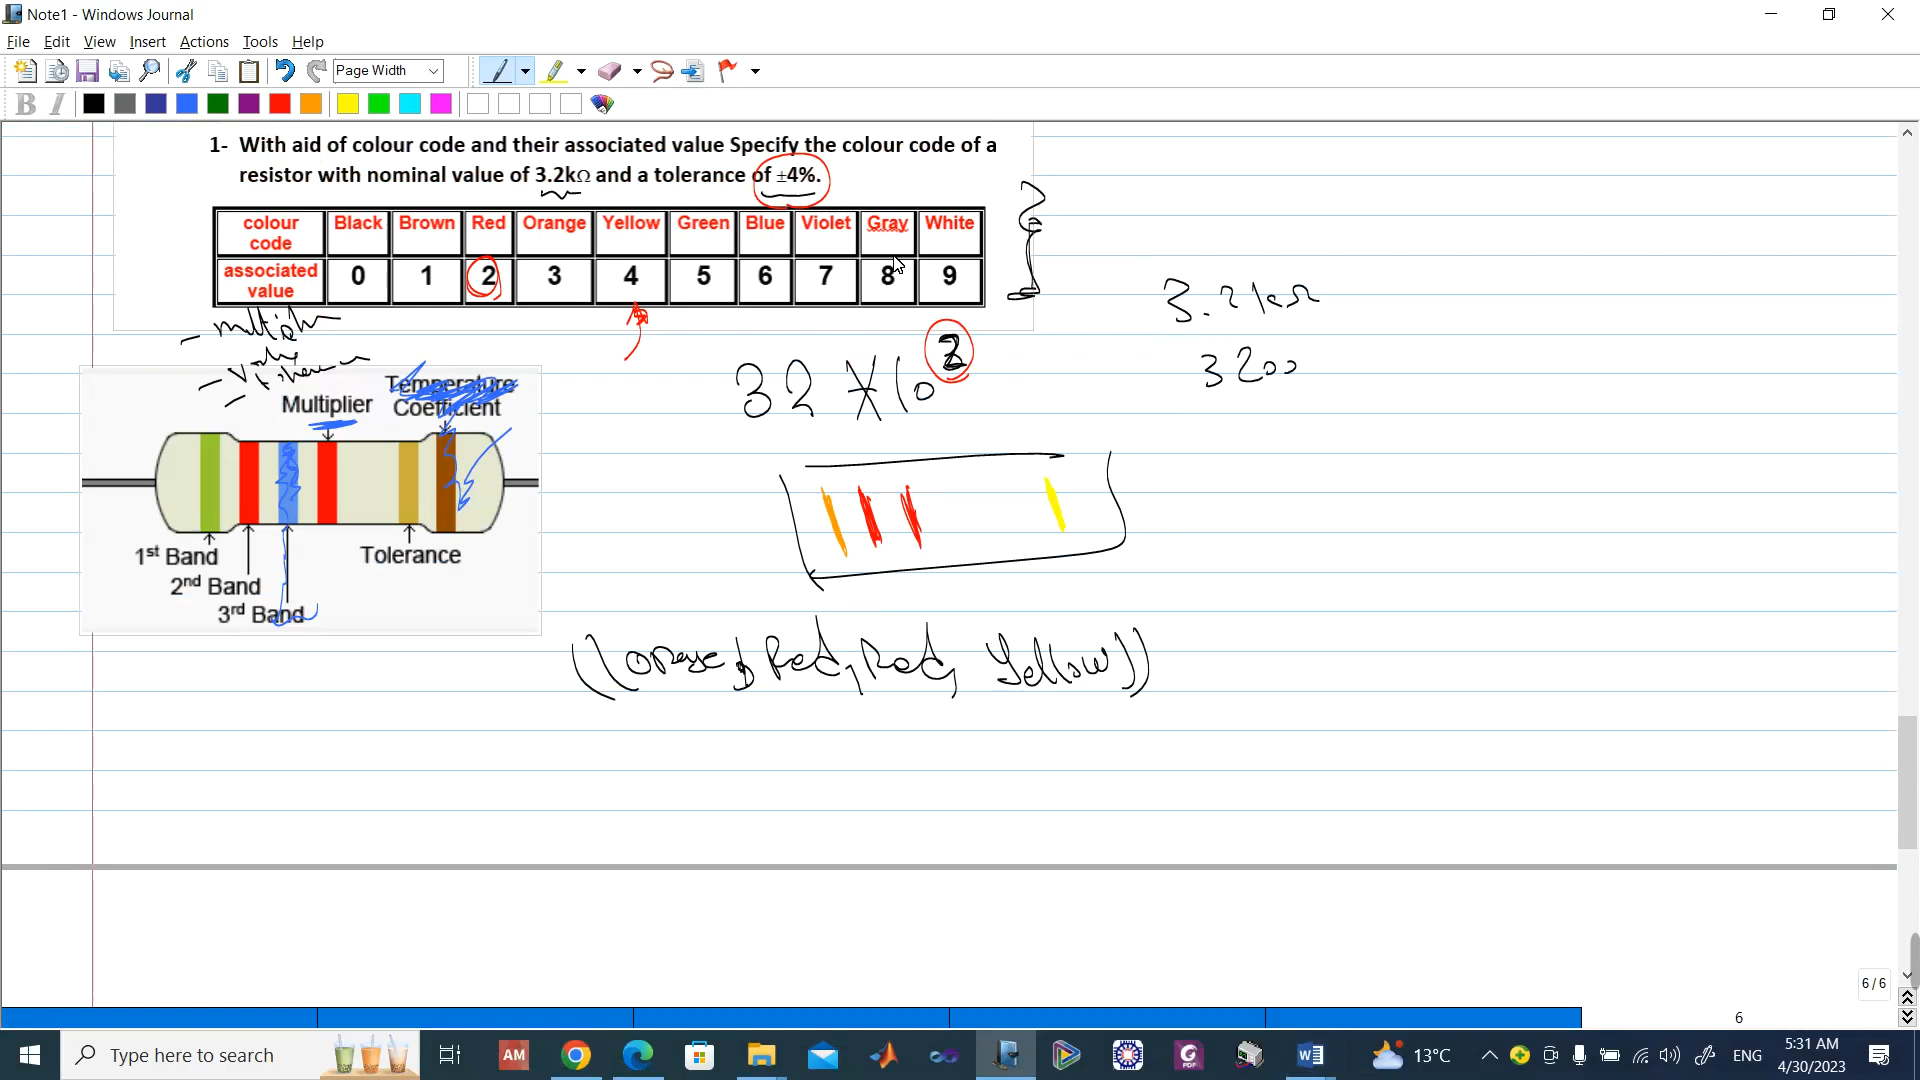 Note1 - Windows Journal
File Edit View Insert Actions Tools Help
Page Width
B I
1- With aid of colour code and their associated value Specify the colour code of a
resistor with nominal value of 3.2kΩ and a tolerance of ±4%.
colour code Black Brown Red Orange Yellow Green Blue Violet Gray White
associated value 0 1 2 3 4 5 6 7 8 9
3.2kΩ
3200
32 * 10 2
Temperature
Multiplier Coefficient
1st Band
Tolerance
2nd Band
3rd Band
((Orange, Red, Red, Yellow))
6 / 6
6
Type here to search
AM
PDF
13°C
ENG
5:31 AM
4/30/2023